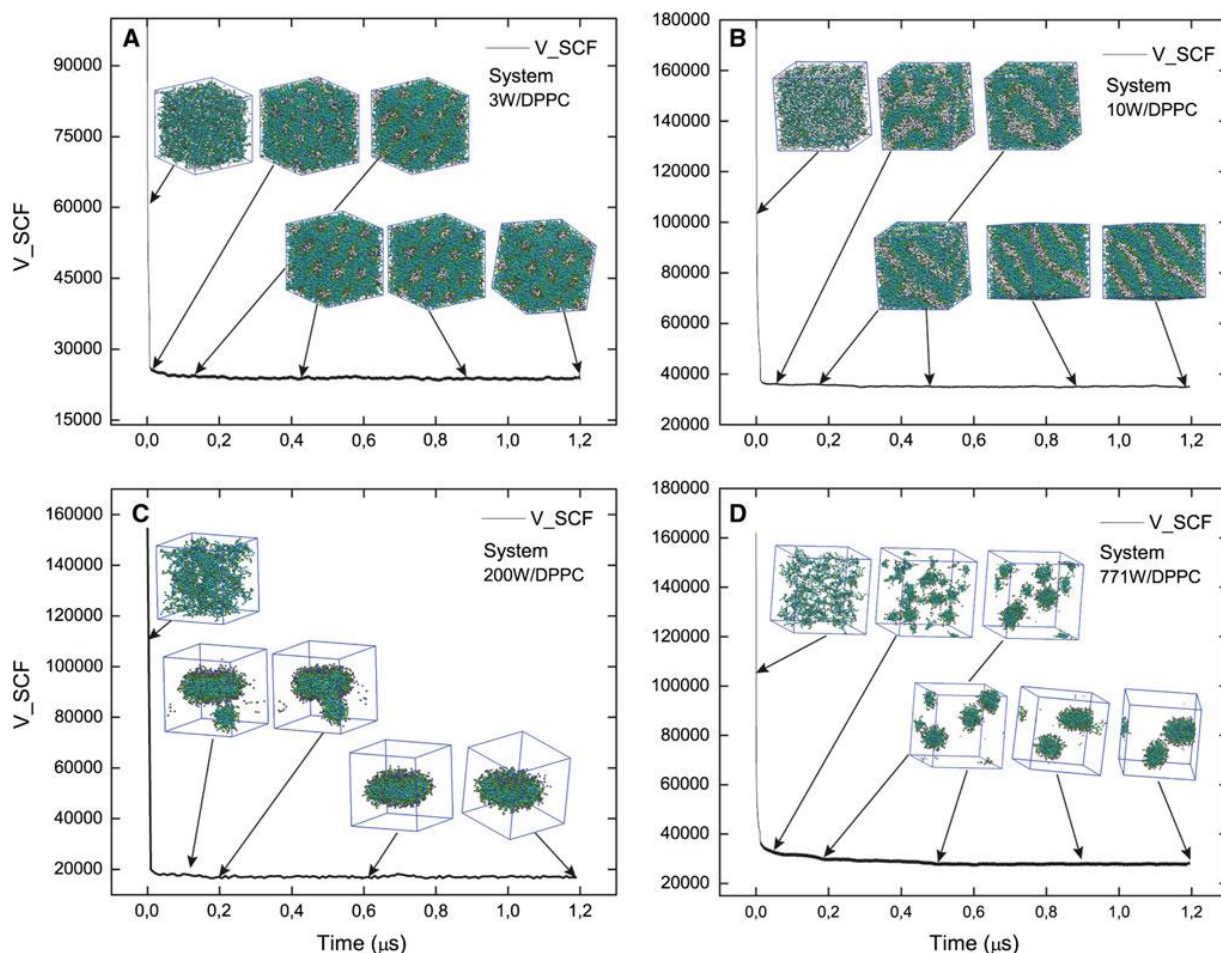 A
V_SCF
System
3W/DPPC
90000
75000
60000
45000
30000
15000
V_SCF
0,0 0,2 0,4 0,6 0,8 1,0 1,2
B
V_SCF
System
10W/DPPC
180000
160000
140000
120000
100000
80000
60000
40000
20000
0,0 0,2 0,4 0,6 0,8 1,0 1,2
C
V_SCF
System
200W/DPPC
160000
140000
120000
100000
80000
60000
40000
20000
V_SCF
0,0 0,2 0,4 0,6 0,8 1,0 1,2
Time (μs)
D
V_SCF
System
771W/DPPC
180000
160000
140000
120000
100000
80000
60000
40000
20000
0,0 0,2 0,4 0,6 0,8 1,0 1,2
Time (μs)